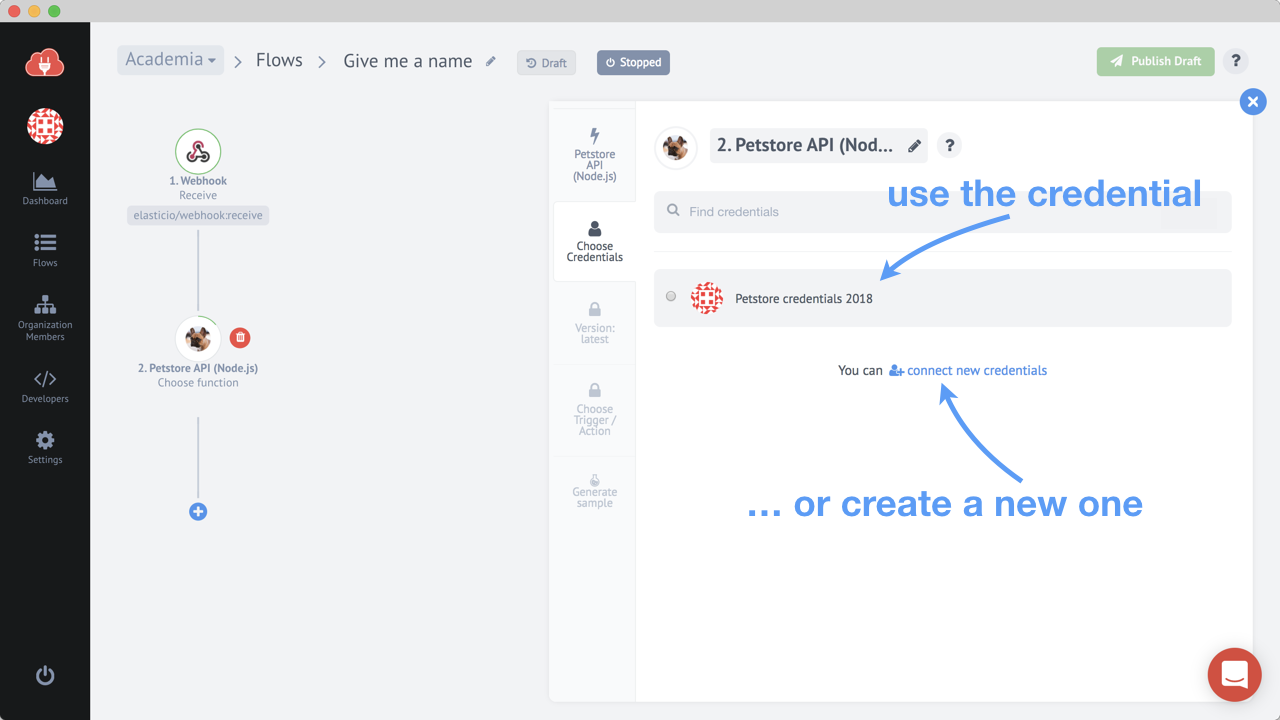 Academia
Flows
Give me a name
Draft
Stopped
Publish Draft
?
Dashboard
Flows
Organization
Members
Developers
Settings
1. Webhook
Receive
elasticio/webhook:receive
2. Petstore API (Node.js)
Choose function
Petstore
API
(Node.js)
Choose
Credentials
Version:
latest
Choose
Trigger /
Action
Generate
sample
2. Petstore API (Nod...
?
use the credential
Find credentials
Petstore credentials 2018
You can connect new credentials
... or create a new one